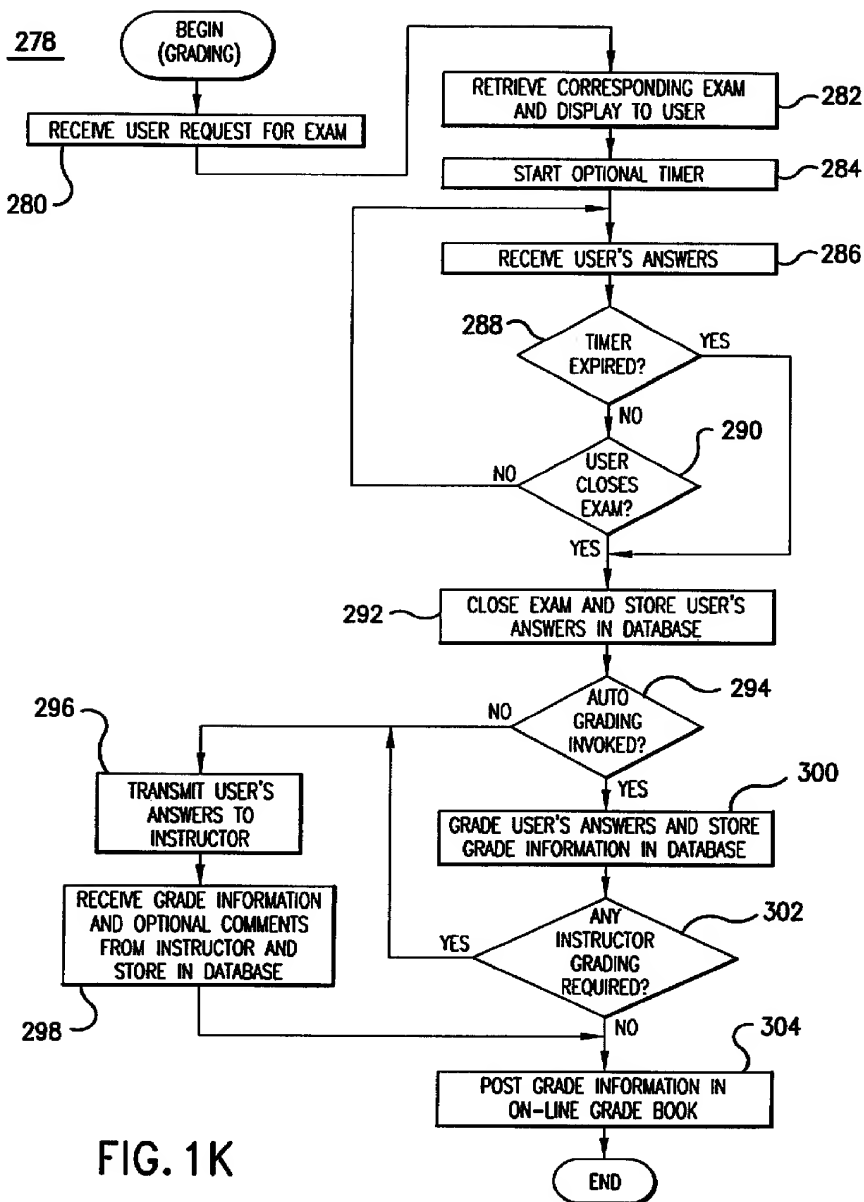 278
BEGIN
(GRADING)
RECEIVE USER REQUEST FOR EXAM
280
RETRIEVE CORRESPONDING EXAM
AND DISPLAY TO USER
282
START OPTIONAL TIMER
284
RECEIVE USER'S ANSWERS
286
288
TIMER
EXPIRED?
YES
NO
290
USER
CLOSES
EXAM?
NO
YES
292
CLOSE EXAM AND STORE USER'S
ANSWERS IN DATABASE
294
AUTO
GRADING
INVOKED?
NO
YES
296
TRANSMIT USER'S
ANSWERS TO
INSTRUCTOR
300
GRADE USER'S ANSWERS AND STORE
GRADE INFORMATION IN DATABASE
RECEIVE GRADE INFORMATION
AND OPTIONAL COMMENTS
FROM INSTRUCTOR AND
STORE IN DATABASE
298
302
ANY
INSTRUCTOR
GRADING
REQUIRED?
YES
NO
304
POST GRADE INFORMATION IN
ON-LINE GRADE BOOK
END
FIG. 1K